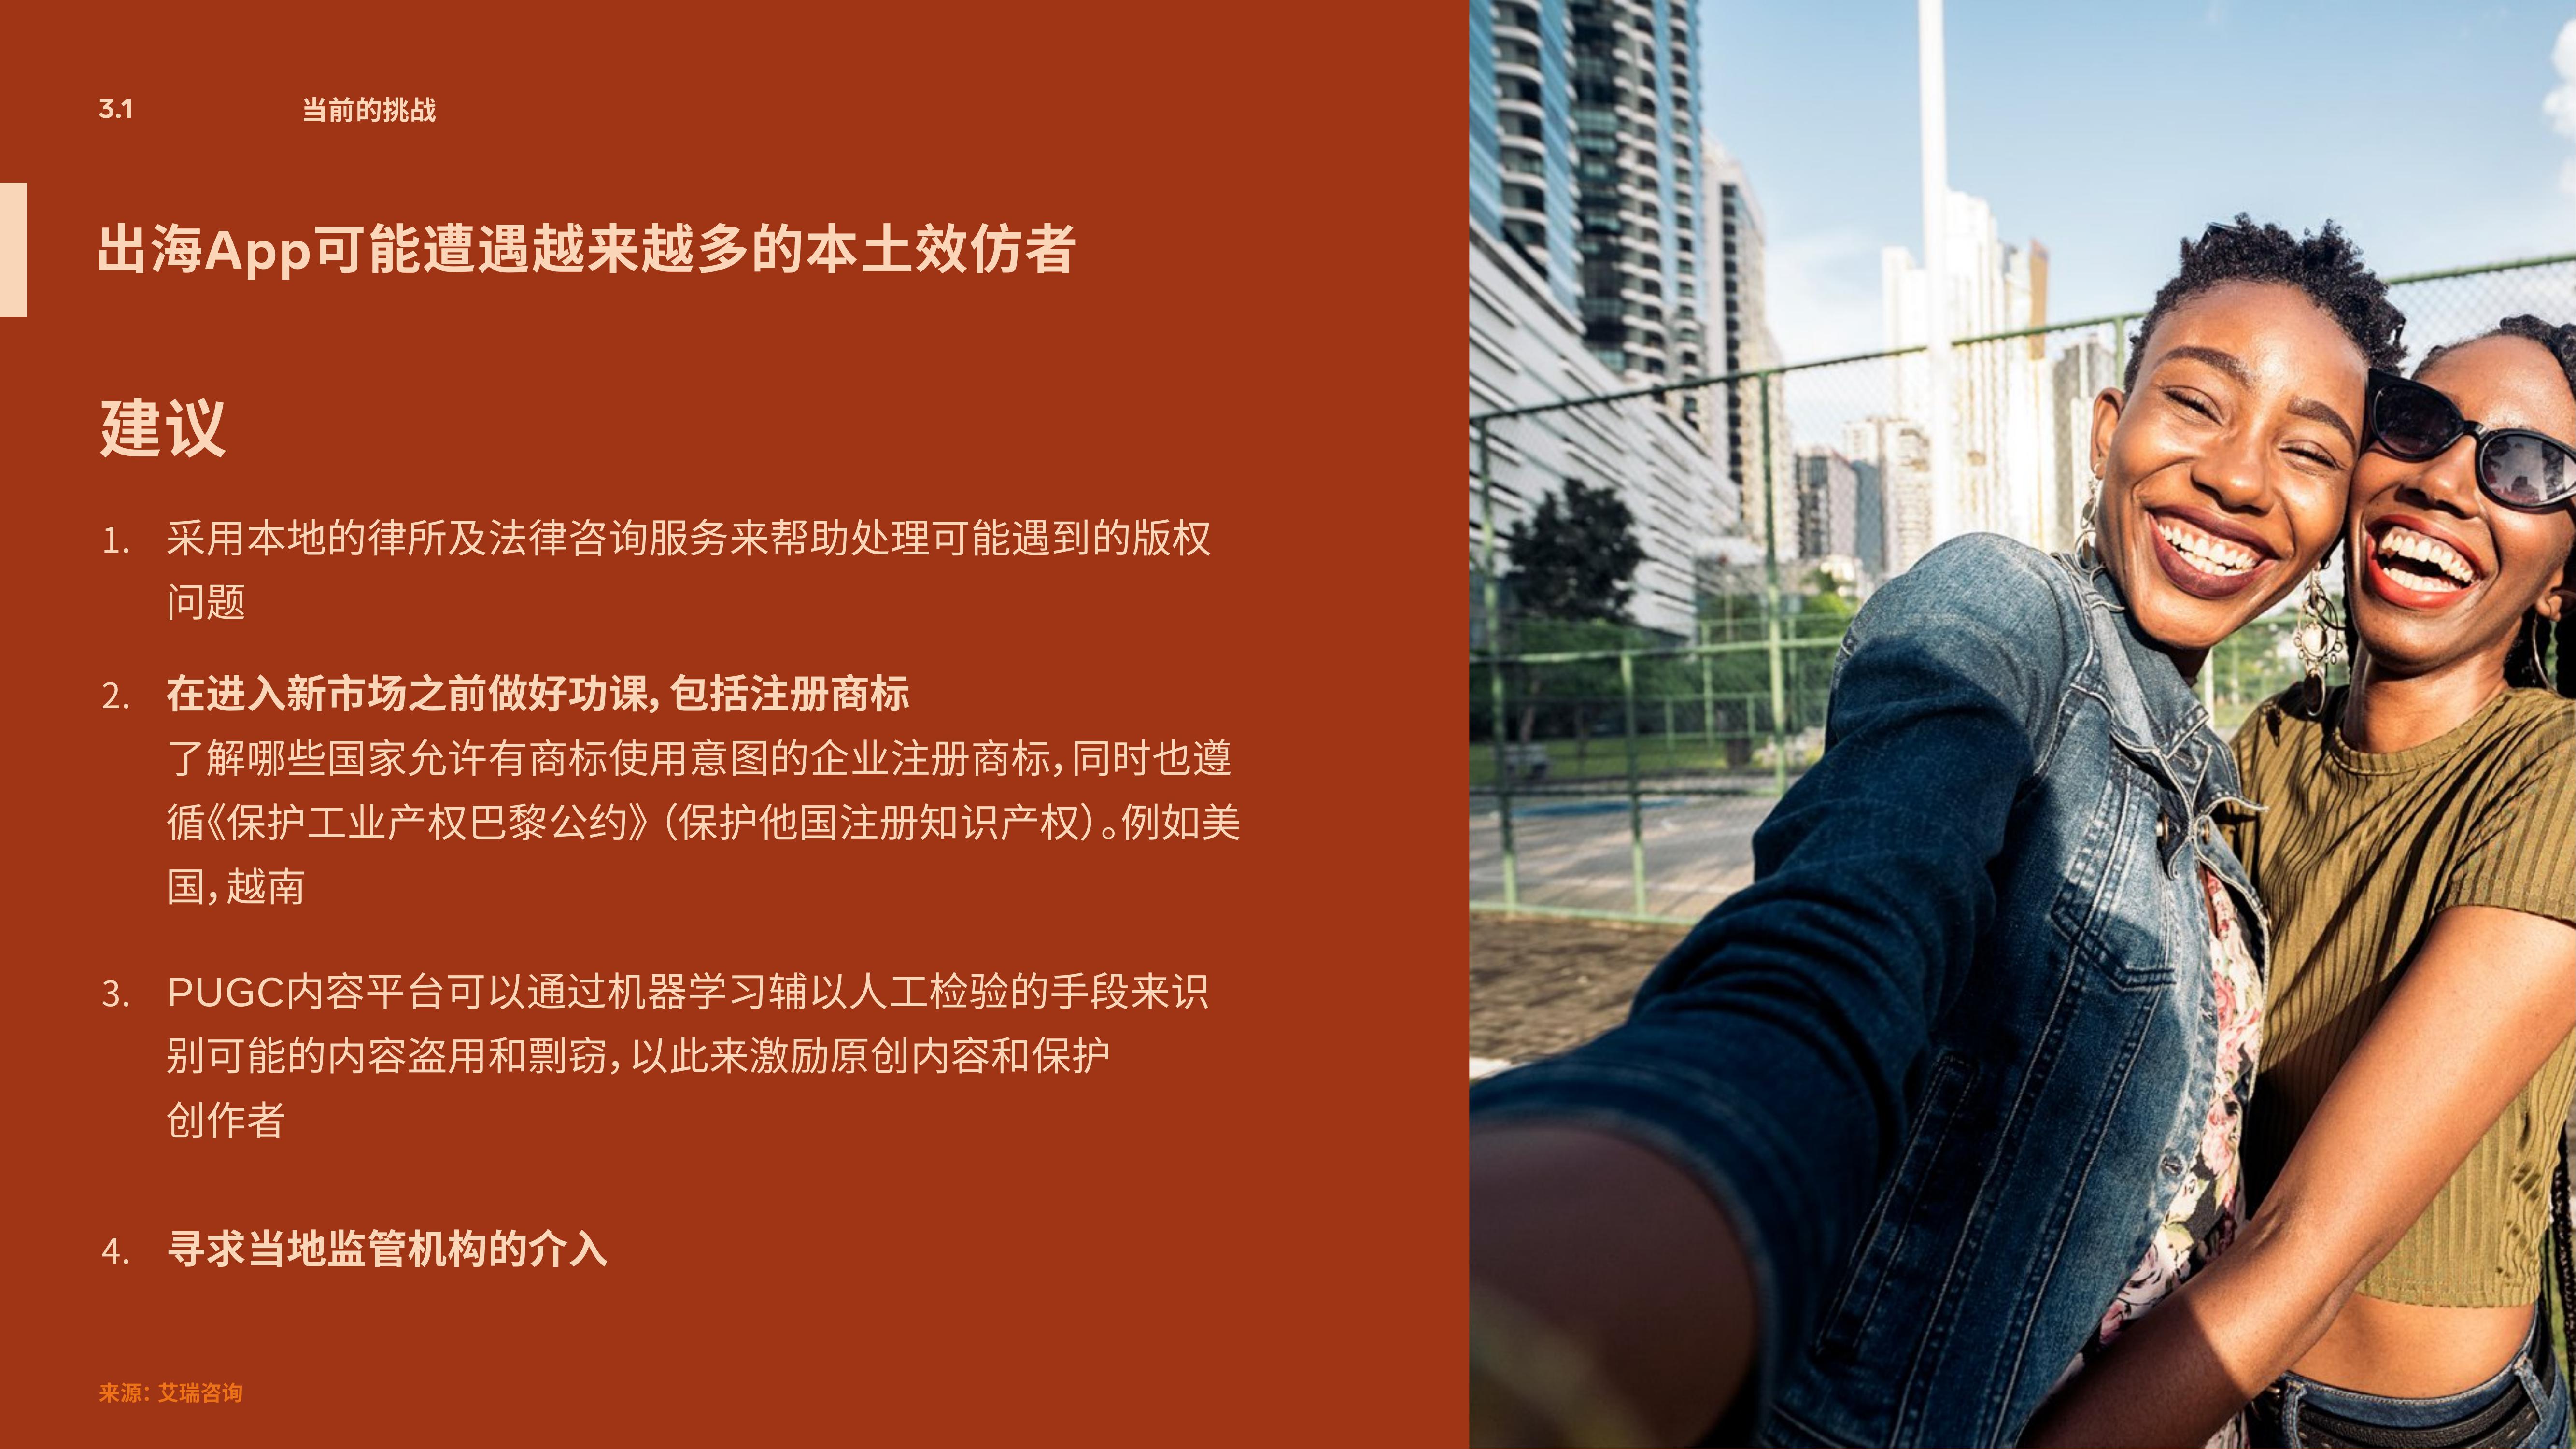 3.1 当前的挑战
出海App可能遭遇越来越多的本土效仿者
建议
1. 采用本地的律所及法律咨询服务来帮助处理可能遇到的版权
问题
2. 在进入新市场之前做好功课，包括注册商标
了解哪些国家允许有商标使用意图的企业注册商标，同时也遵
循《保护工业产权巴黎公约》（保护他国注册知识产权）。例如美
国，越南
3. PUGC内容平台可以通过机器学习辅以人工检验的手段来识
别可能的内容盗用和剽窃，以此来激励原创内容和保护
创作者
4. 寻求当地监管机构的介入
来源：艾瑞咨询